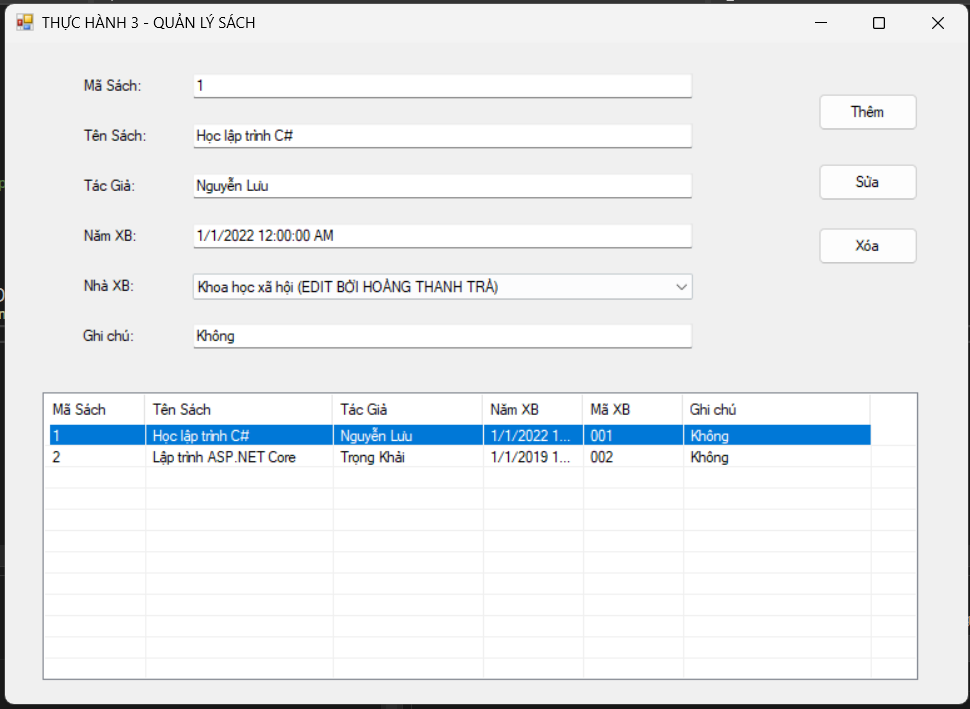 THỰC HÀNH 3 - QUẢN LÝ SÁCH
Mã Sách: 1
Thêm
Tên Sách: Học lập trình C#
Sửa
Tác Giả: Nguyễn Lưu
Năm XB: 1/1/2022 12:00:00 AM
Xóa
Nhà XB: Khoa học xã hội (EDIT BỞI HOÀNG THANH TRÀ)
Ghi chú: Không
Mã Sách Tên Sách Tác Giả Năm XB Mã XB Ghi chú
1 Học lập trình C# Nguyễn Lưu 1/1/2022 1... 001 Không
2 Lập trình ASP.NET Core Trọng Khải 1/1/2019 1... 002 Không